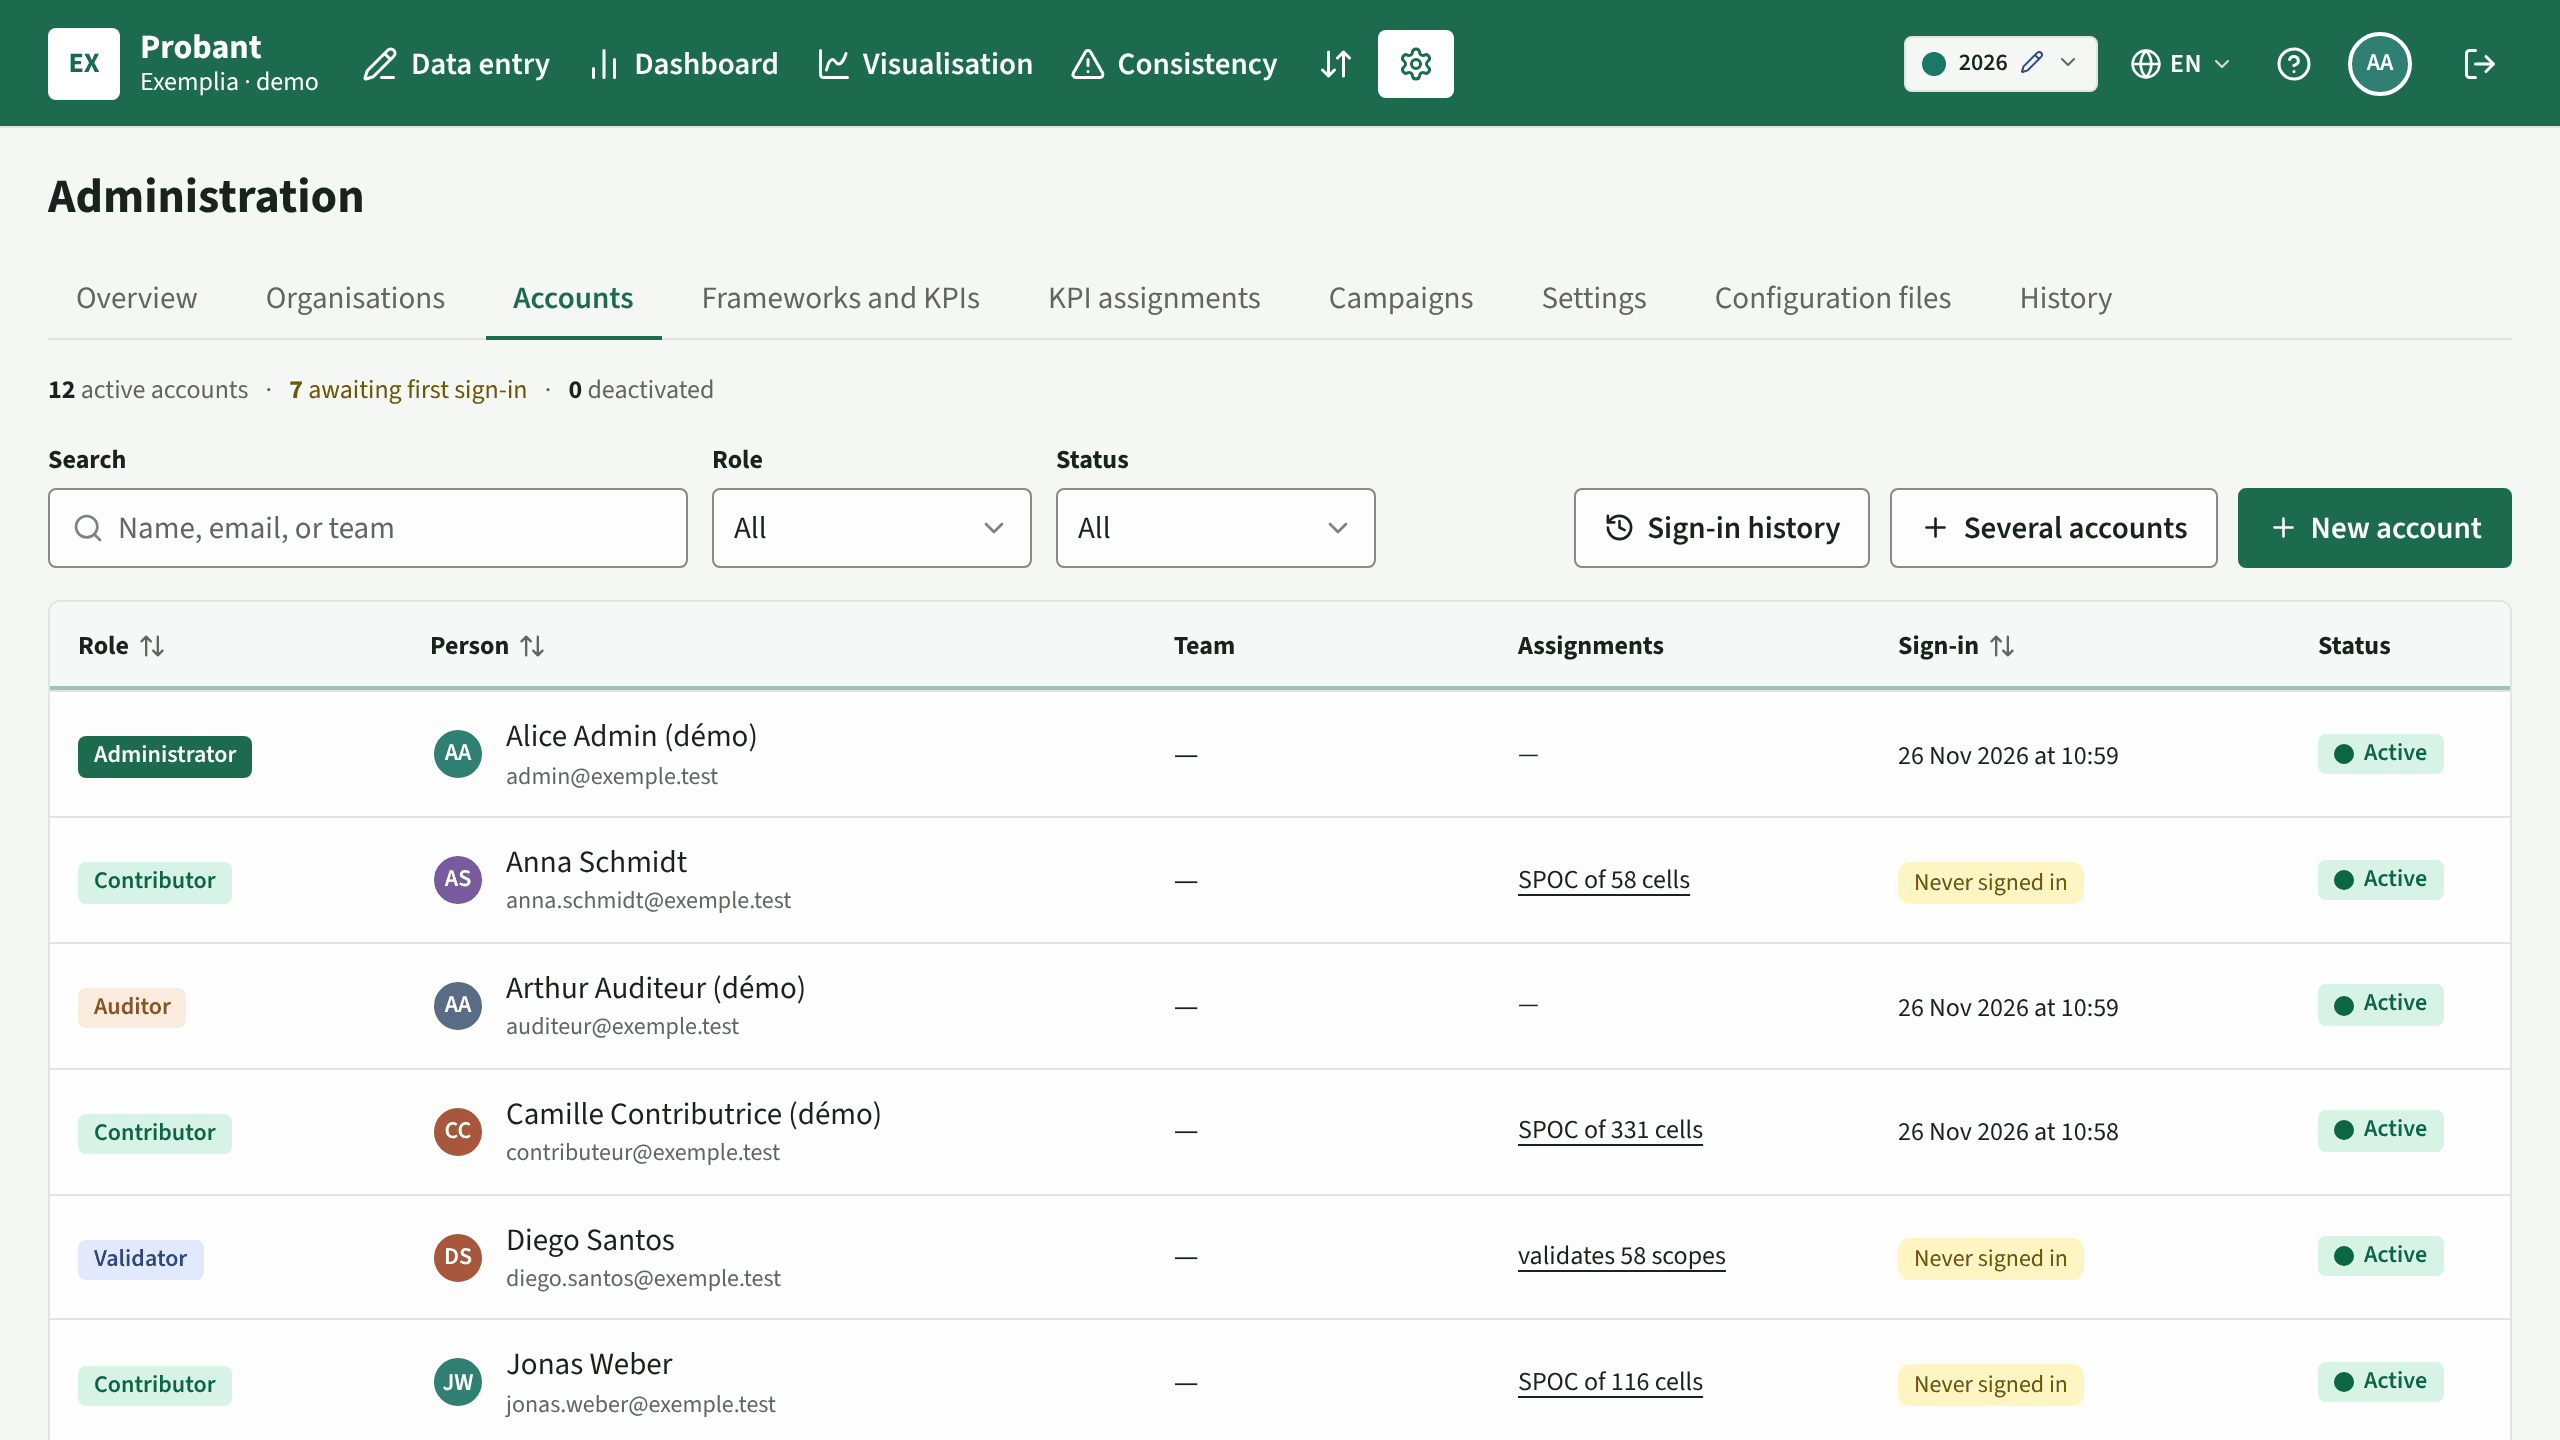 EX
Probant
Exemplia · demo
Data entry
Dashboard
Visualisation
Consistency
2026
EN
AA
Administration
Overview
Organisations
Accounts
Frameworks and KPIs
KPI assignments
Campaigns
Settings
Configuration files
History
12 active accounts · 7 awaiting first sign-in · 0 deactivated
Search
Role
Status
Name, email, or team
All
All
Sign-in history
Several accounts
New account
Role
Person
Team
Assignments
Sign-in
Status
Administrator
AA
Alice Admin (démo)
admin@exemple.test
—
—
26 Nov 2026 at 10:59
Active
Contributor
AS
Anna Schmidt
anna.schmidt@exemple.test
—
SPOC of 58 cells
Never signed in
Active
Auditor
AA
Arthur Auditeur (démo)
auditeur@exemple.test
—
—
26 Nov 2026 at 10:59
Active
Contributor
CC
Camille Contributrice (démo)
contributeur@exemple.test
—
SPOC of 331 cells
26 Nov 2026 at 10:58
Active
Validator
DS
Diego Santos
diego.santos@exemple.test
—
validates 58 scopes
Never signed in
Active
Contributor
JW
Jonas Weber
jonas.weber@exemple.test
—
SPOC of 116 cells
Never signed in
Active